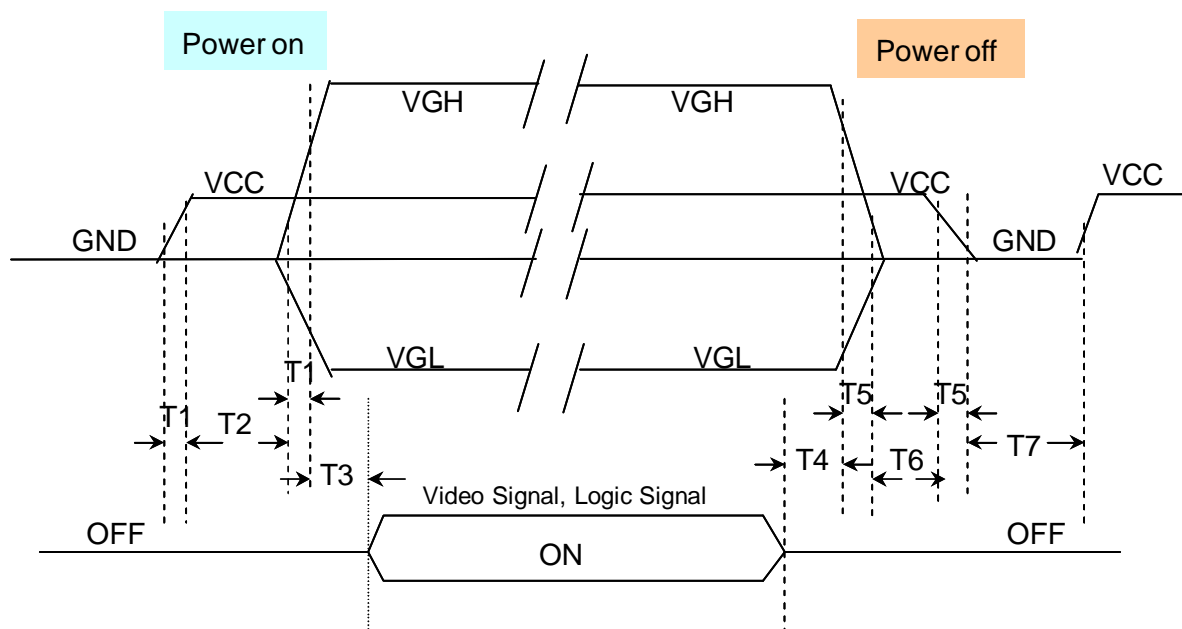 Power on
Power off
VGH
VGH
VCC
VCC
VCC
GND
GND
VGL
VGL
T1
T5
T5
T1
T2
T7
T3
T4
T6
Video Signal, Logic Signal
OFF
ON
OFF